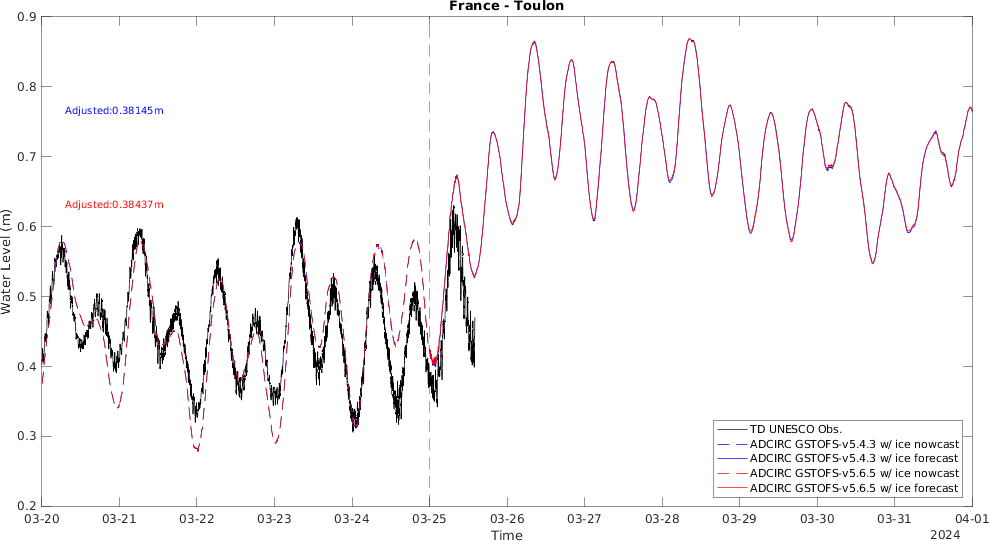 France - Toulon
0.9
0.8
0.7
0.6
0.5
0.4
0.3
0.2
Water Level (m)
Adjusted:0.38145m
Adjusted:0.38437m
TD UNESCO Obs.
ADCIRC GSTOFS-v5.4.3 w/ ice nowcast
ADCIRC GSTOFS-v5.4.3 w/ ice forecast
ADCIRC GSTOFS-v5.6.5 w/ ice nowcast
ADCIRC GSTOFS-v5.6.5 w/ ice forecast
03-20 03-21 03-22 03-23 03-24 03-25 03-26 03-27 03-28 03-29 03-30 03-31 04-01
Time
2024